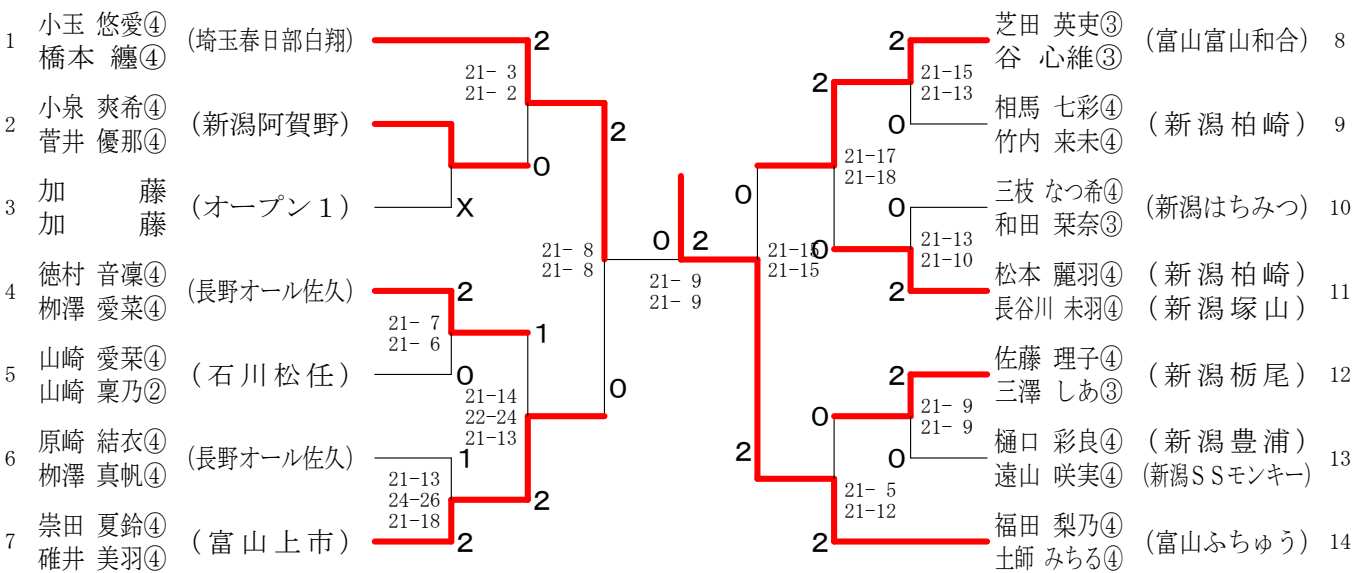 1 小玉 悠愛④ (埼玉春日部白翔) 2
橋本 纏④
21- 3
21- 2
2 小泉 爽希④ (新潟阿賀野) 2
菅井 優那④
0
3 加 藤 (オープン1) X
加 藤
21- 8
21- 8
4 徳村 音凜④ (長野オール佐久) 2
栁澤 愛菜④
21- 7
21- 6
1
5 山崎 愛栞④ (石川松任) 0
山崎 稟乃②
21-14
22-24
21-13
0
6 原崎 結衣④ (長野オール佐久) 1
栁澤 真帆④
21-13
24-26
21-18
2
7 崇田 夏鈴④ (富山上市) 2
碓井 美羽④
0 2
21- 9
21- 9
2 芝田 英吏③ (富山富山和合) 8
谷 心維③
2
21-15
21-13
0 相馬 七彩④ (新潟柏崎) 9
竹内 来未④
0
21-17
21-18
0 三枝 なつ希④ (新潟はちみつ) 10
和田 栞奈③
21-15
21-15
0
21-13
21-10
2 松本 麗羽④ (新潟柏崎) 11
長谷川 未羽④ (新潟塚山)
2 佐藤 理子④ (新潟栃尾) 12
三澤 しあ③
0
21- 9
21- 9
2
0 樋口 彩良④ (新潟豊浦) 13
遠山 咲実④ (新潟SSモンキー)
21- 5
21-12
2 福田 梨乃④ (富山ふちゅう) 14
土師 みちる④